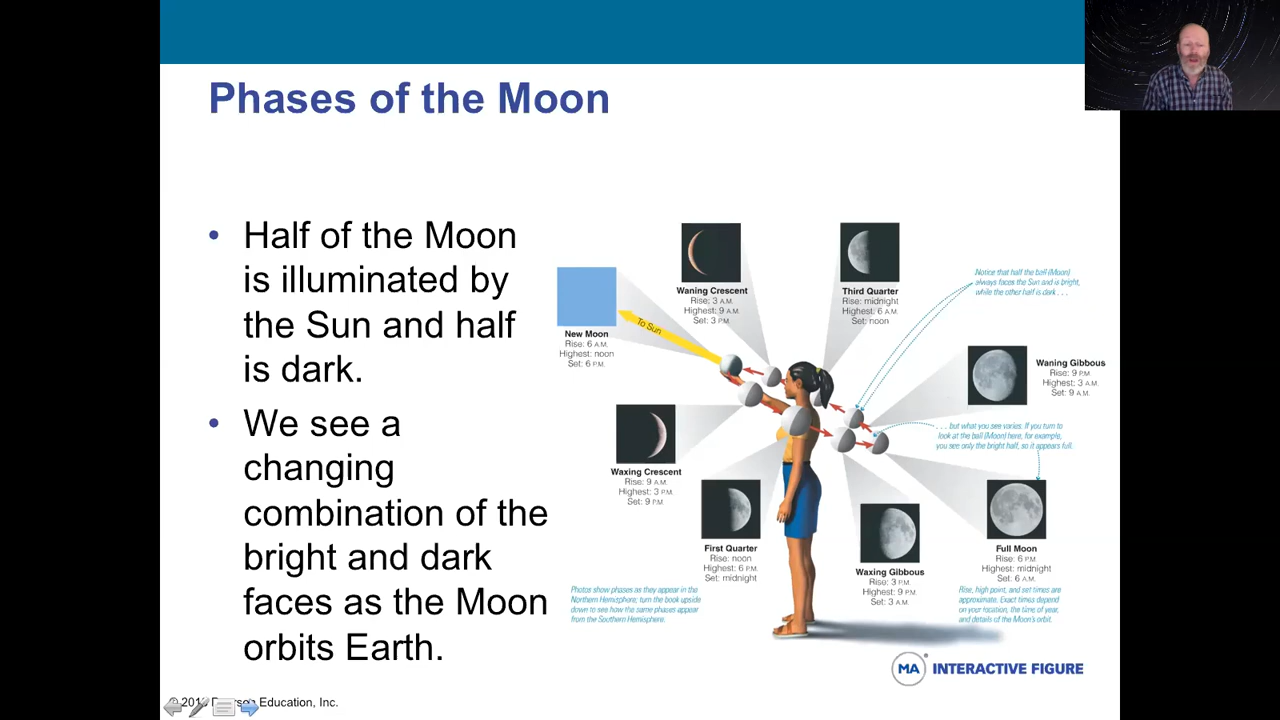 Phases of the Moon
• Half of the Moon
is illuminated by
the Sun and half
is dark.
• We see a
changing
combination of the
bright and dark
faces as the Moon
orbits Earth.
To Sun
New Moon
Rise: 6 A.M.
Highest: noon
Set: 6 P.M.
Waning Crescent
Rise: 3 A.M.
Highest: 9 A.M.
Set: 3 P.M.
Third Quarter
Rise: midnight
Highest: 6 A.M.
Set: noon
Notice that half the ball (Moon)
always faces the Sun and is bright,
while the other half is dark . . .
Waning Gibbous
Rise: 9 P.M.
Highest: 3 A.M.
Set: 9 A.M.
. . . but what you see varies. If you turn to
look at the ball (Moon) here, for example,
you see only the bright half, so it appears full.
Waxing Crescent
Rise: 9 A.M.
Highest: 3 P.M.
Set: 9 P.M.
First Quarter
Rise: noon
Highest: 6 P.M.
Set: midnight
Waxing Gibbous
Rise: 3 P.M.
Highest: 9 P.M.
Set: 3 A.M.
Full Moon
Rise: 6 P.M.
Highest: midnight
Set: 6 A.M.
Photos show phases as they appear in the
Northern Hemisphere; turn the book upside
down to see how the same phases appear
from the Southern Hemisphere.
Rise, high point, and set times are
approximate. Exact times depend
on your location, the time of year,
and details of the Moon's orbit.
MA INTERACTIVE FIGURE
Education, Inc.